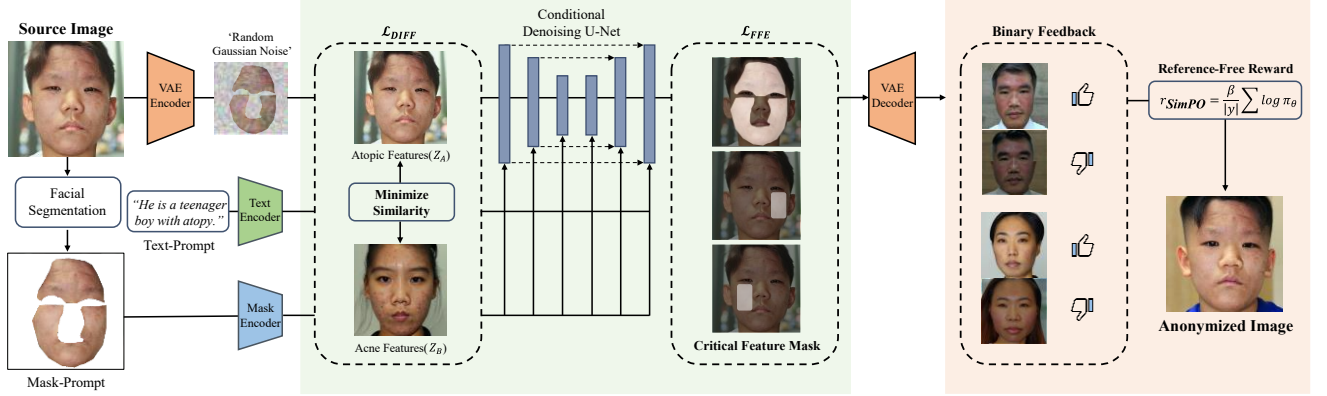 Source Image
VAE
Encoder
'Random
Gaussian Noise'
Facial
Segmentation
"He is a teenager
boy with atopy."
Text-Prompt
Text
Encoder
Mask-Prompt
Mask
Encoder
ℒ_DIFF
Atopic Features(Z_A)
Minimize
Similarity
Acne Features(Z_B)
Conditional
Denoising U-Net
ℒ_FFE
Critical Feature Mask
VAE
Decoder
Binary Feedback
Reference-Free Reward
r_SimPO = β/|y| ∑ log π_θ
Anonymized Image